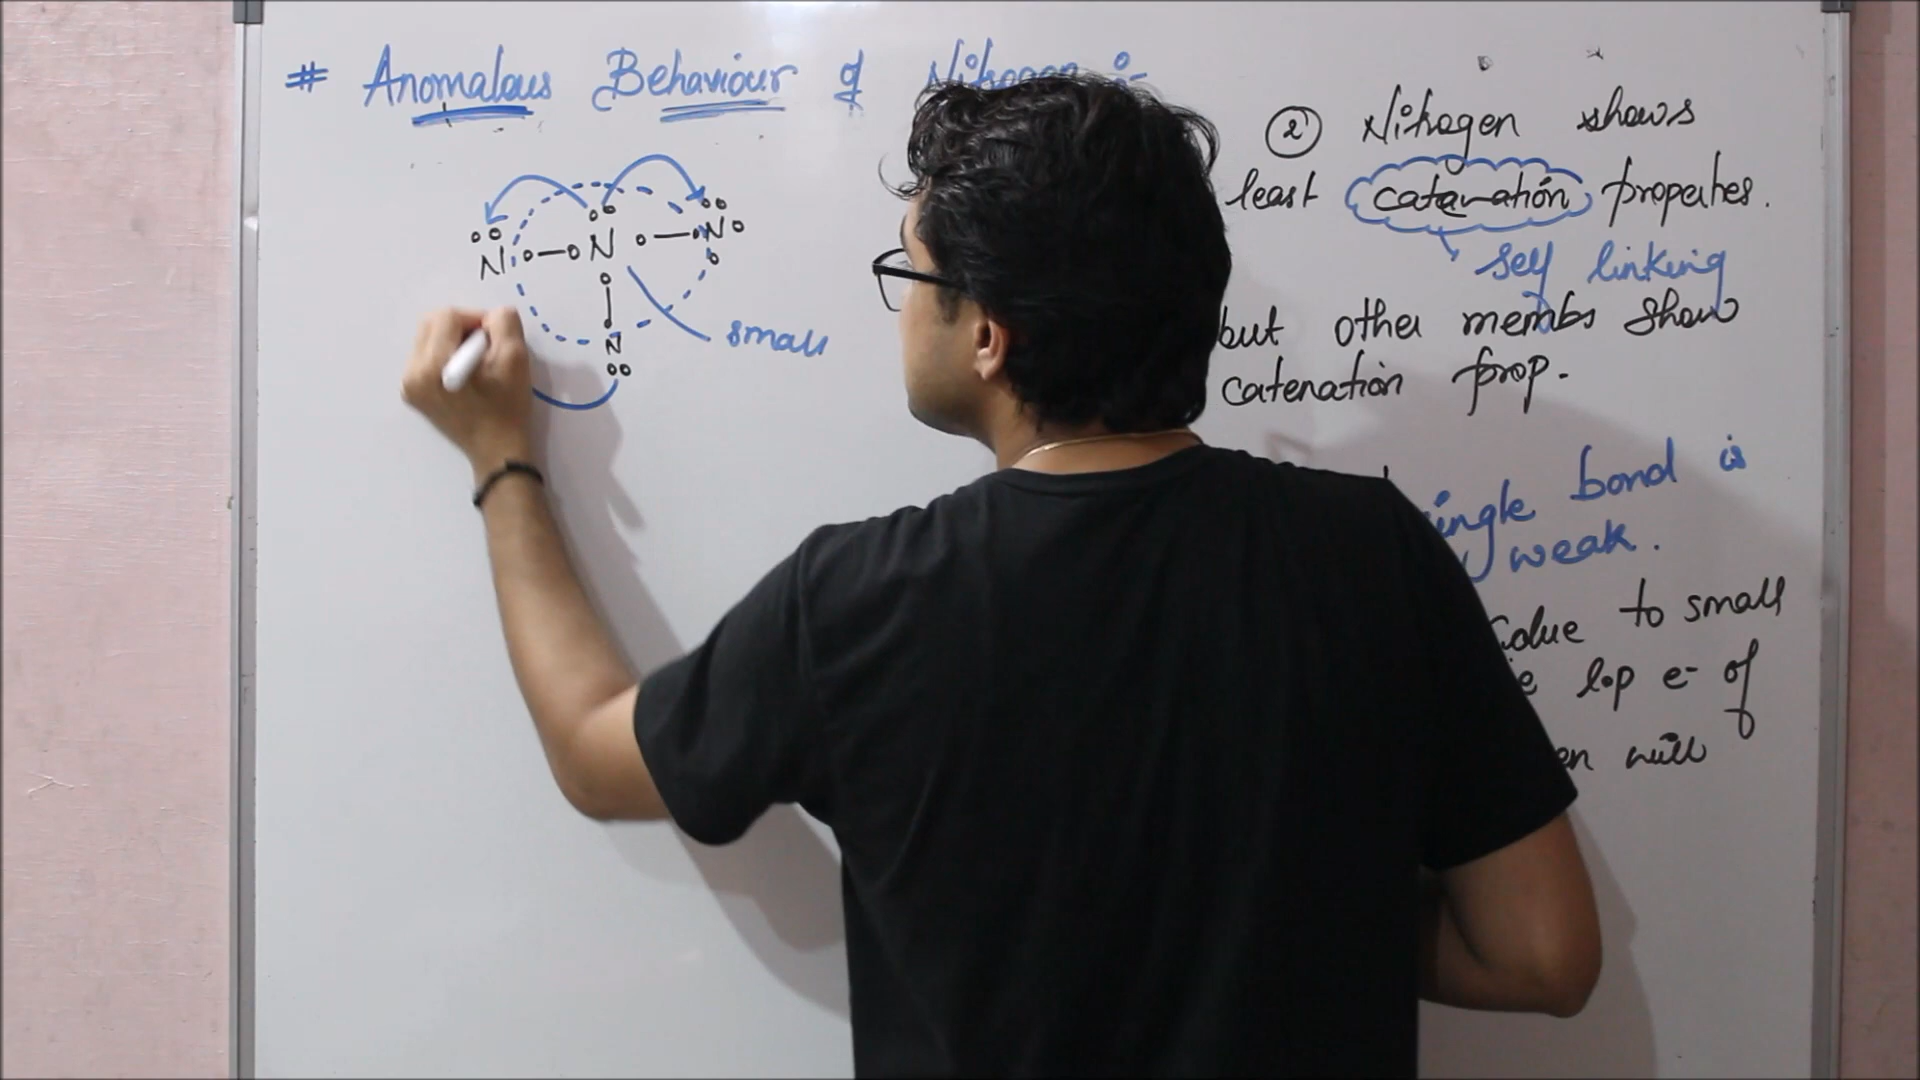 # Anomalous Behaviour of Nitrogen :-
N N N
N
small
② Nitrogen shows
least catenation properties.
self linking
but other membs show
catenation prop.
single bond is
weak.
due to small
l.p e- of
will